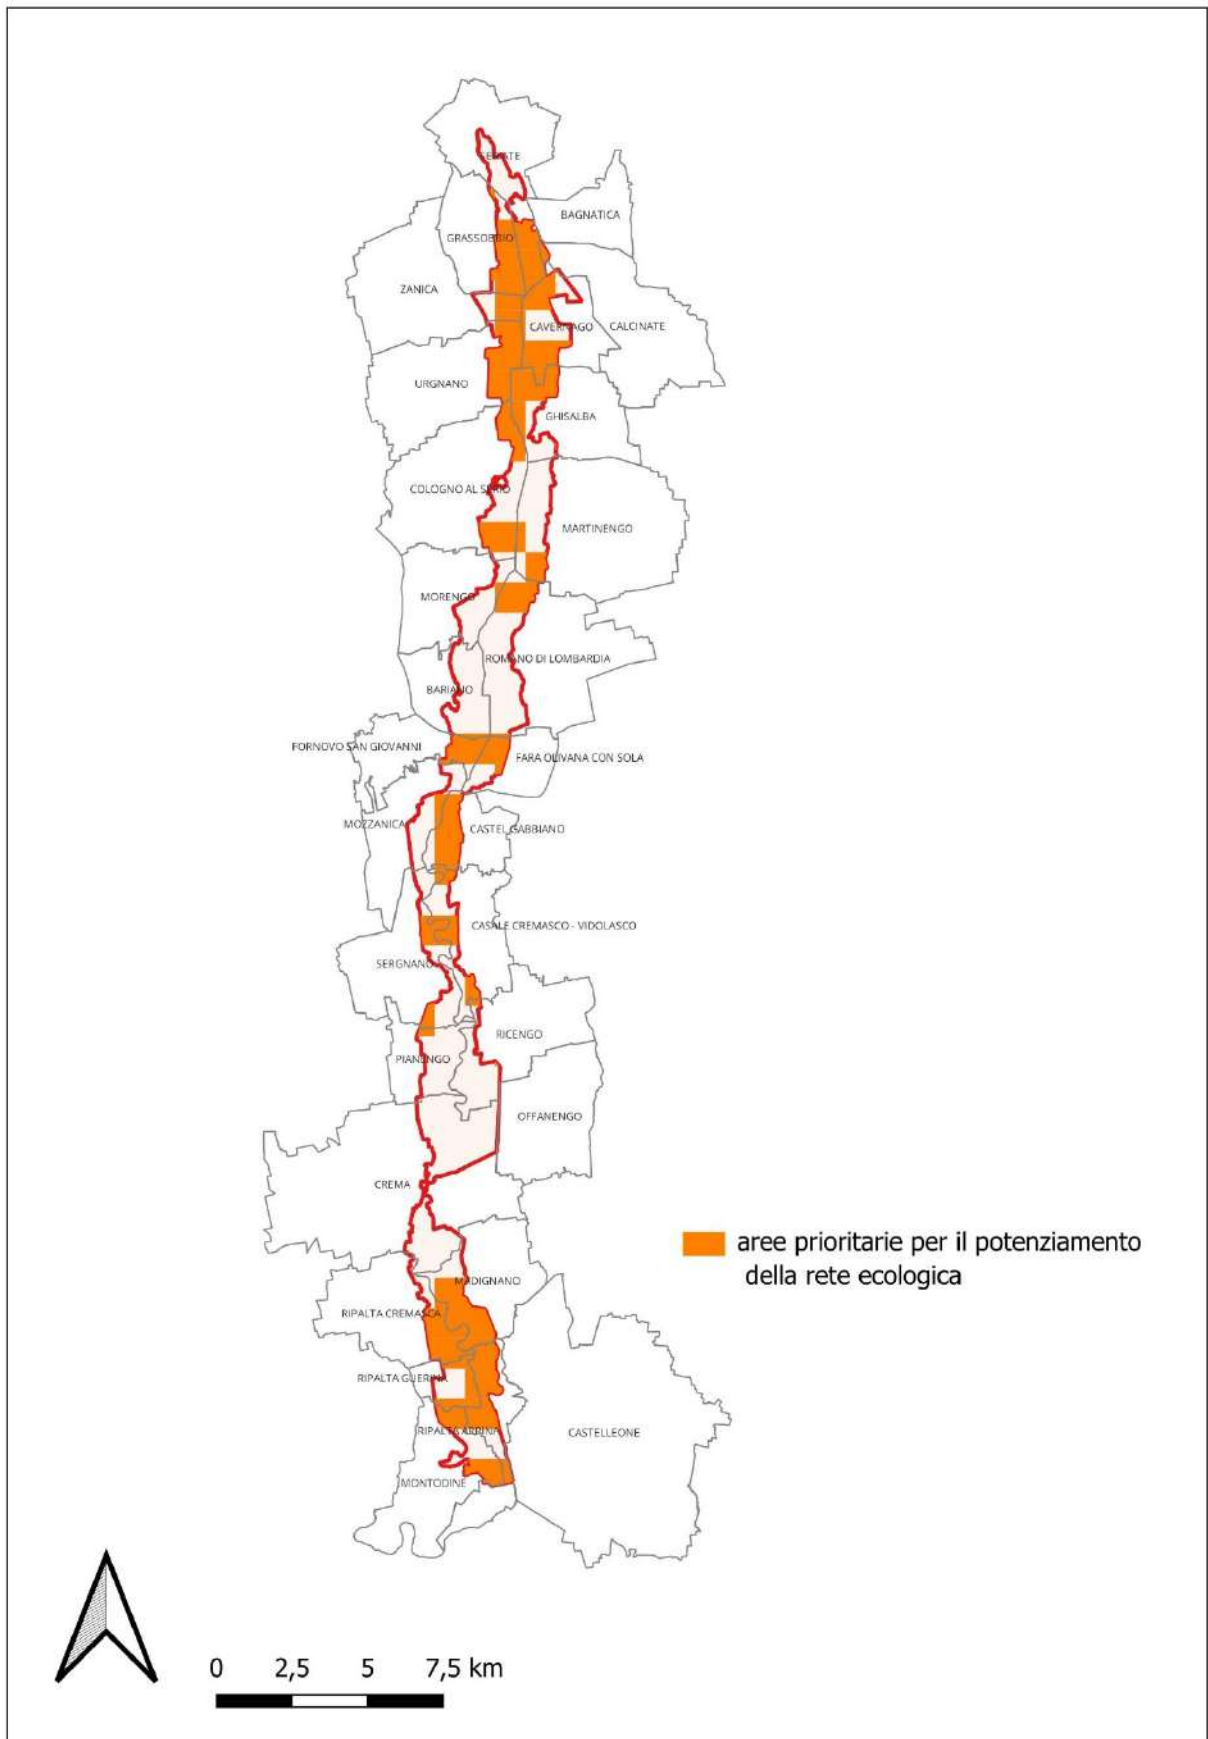 SERIATE
BAGNATICA
GRASSOBBIO
ZANICA
CAVERNAGO
CALCINATE
URGNANO
GHISALBA
COLOGNO AL SERIO
MARTINENGO
MORENGO
ROMANO DI LOMBARDIA
BARIANO
FORNOVO SAN GIOVANNI
FARA OLIVANA CON SOLA
MOZZANICA
CASTEL GABBIANO
CASALE CREMASCO - VIDOLASCO
SERGNANO
RICENGO
PIANENGO
OFFANENGO
CREMA
aree prioritarie per il potenziamento
della rete ecologica
MADIGNANO
RIPALTA CREMASCA
RIPALTA GUERINA
RIPALTA ARPINA
CASTELLEONE
MONTODINE
0 2,5 5 7,5 km